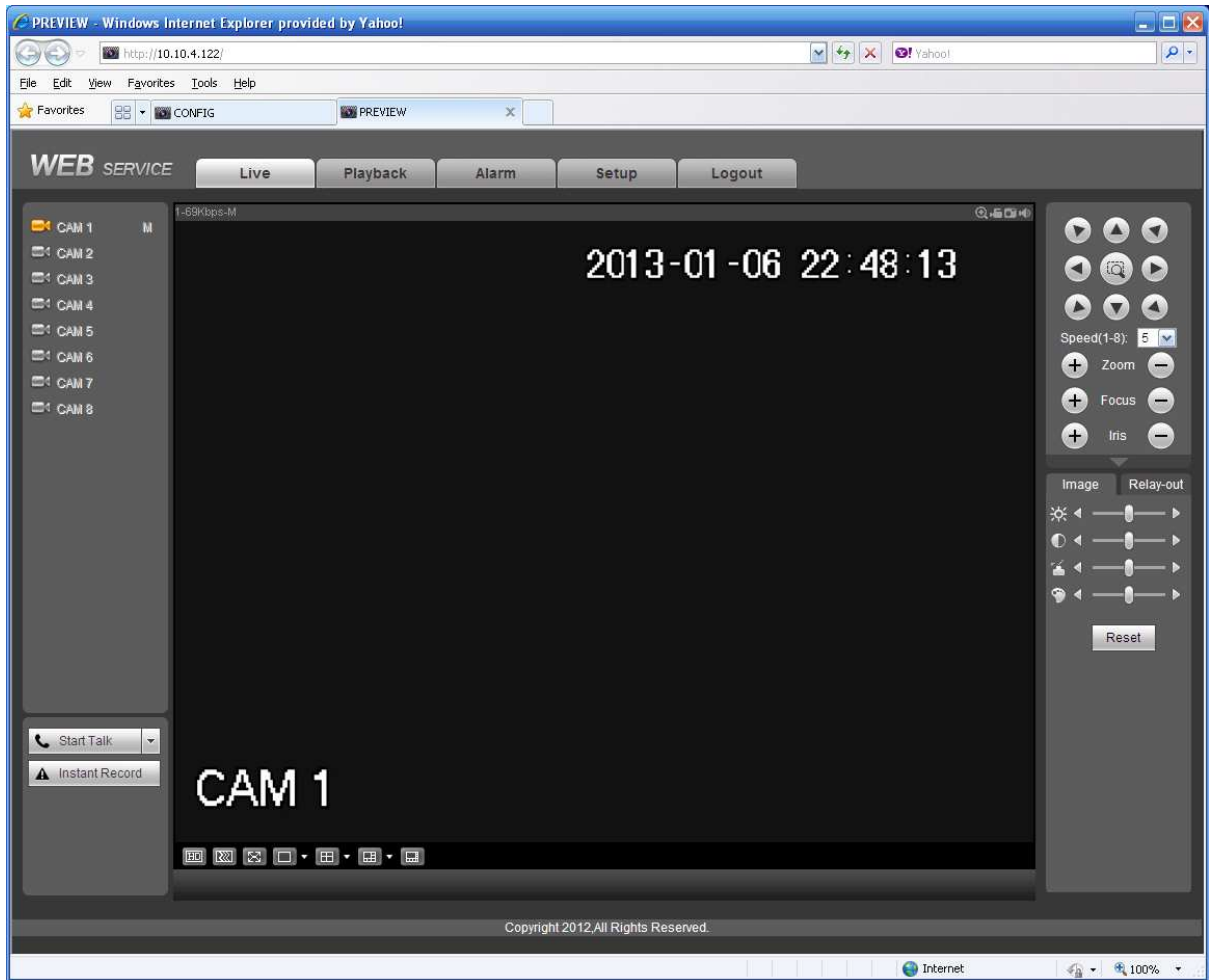 PREVIEW - Windows Internet Explorer provided by Yahoo!
http://10.10.4.122/
Yahoo!
File Edit View Favorites Tools Help
Favorites
CONFIG
PREVIEW
WEB SERVICE
Live
Playback
Alarm
Setup
Logout
CAM 1 M
CAM 2
CAM 3
CAM 4
CAM 5
CAM 6
CAM 7
CAM 8
Start Talk
Instant Record
1-69Kbps-M
2013-01-06 22:48:13
CAM 1
HD
Speed(1-8): 5
Zoom
Focus
Iris
Image
Relay-out
Reset
Copyright 2012,All Rights Reserved.
Internet
100%